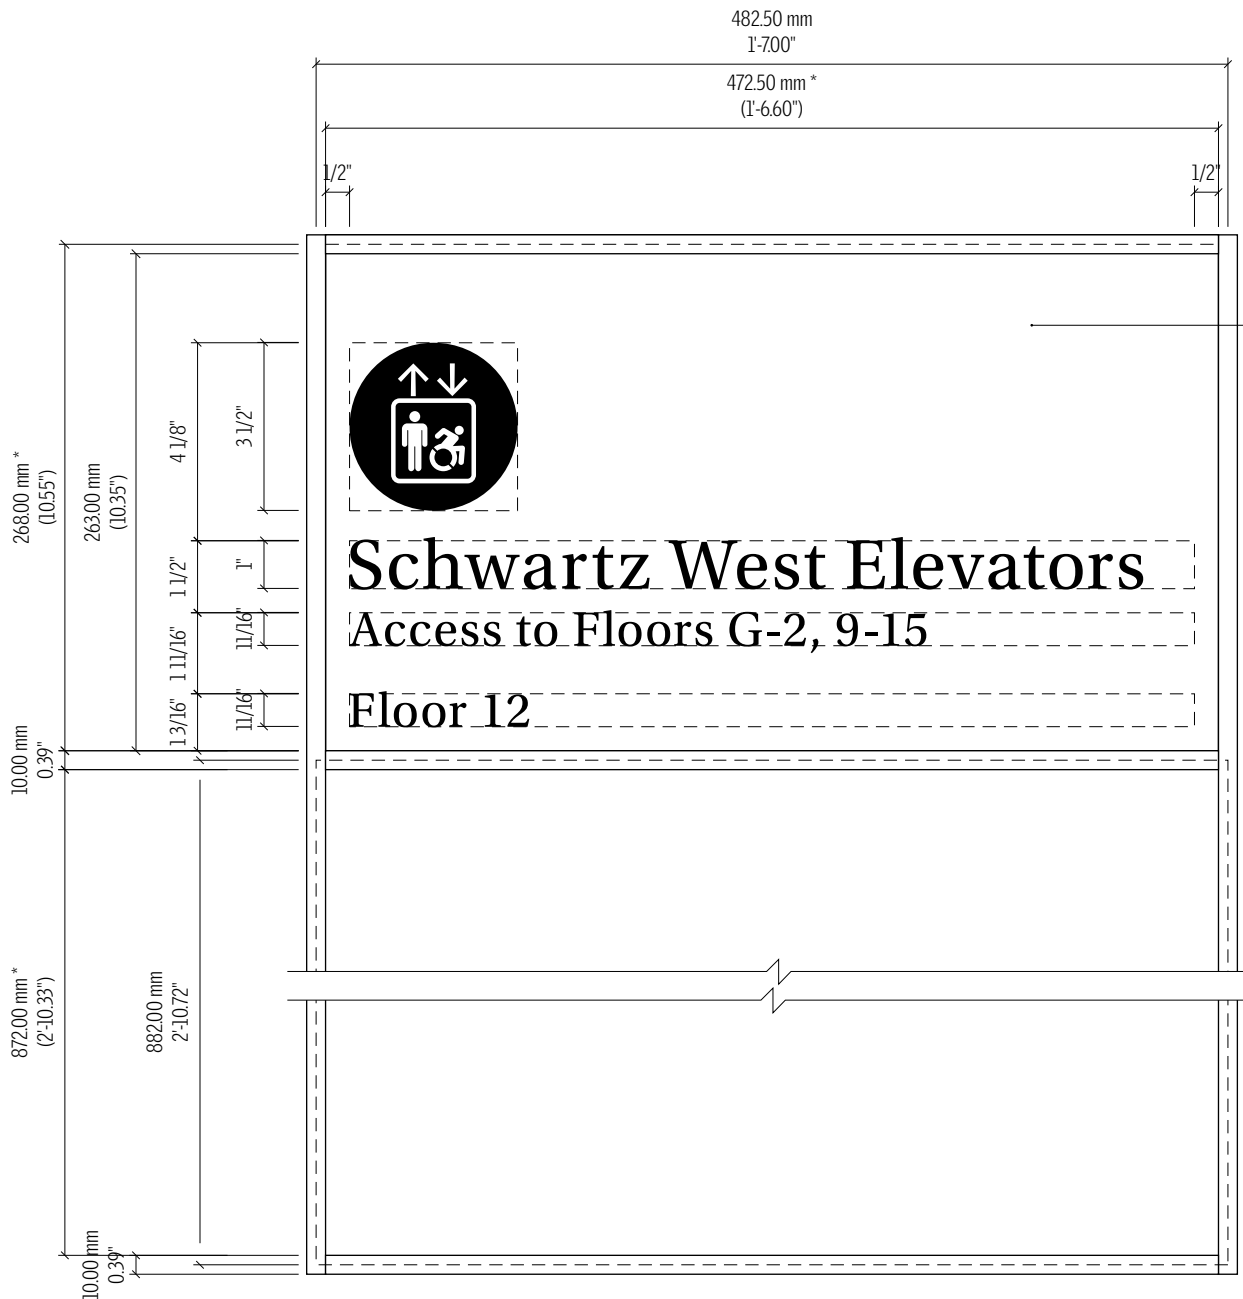 482.50 mm
1'-7.00"
472.50 mm *
(1'-6.60")
1/2"
1/2"
268.00 mm *
(10.55")
263.00 mm
(10.35")
4 1/8"
3 1/2"
1 1/2"
1"
1 11/16"
11/16"
1 3/16"
11/16"
Schwartz West Elevators
Access to Floors G-2, 9-15
Floor 12
10.00 mm
0.39"
872.00 mm *
(2'-10.33")
882.00 mm
2'-10.72"
10.00 mm
0.39"